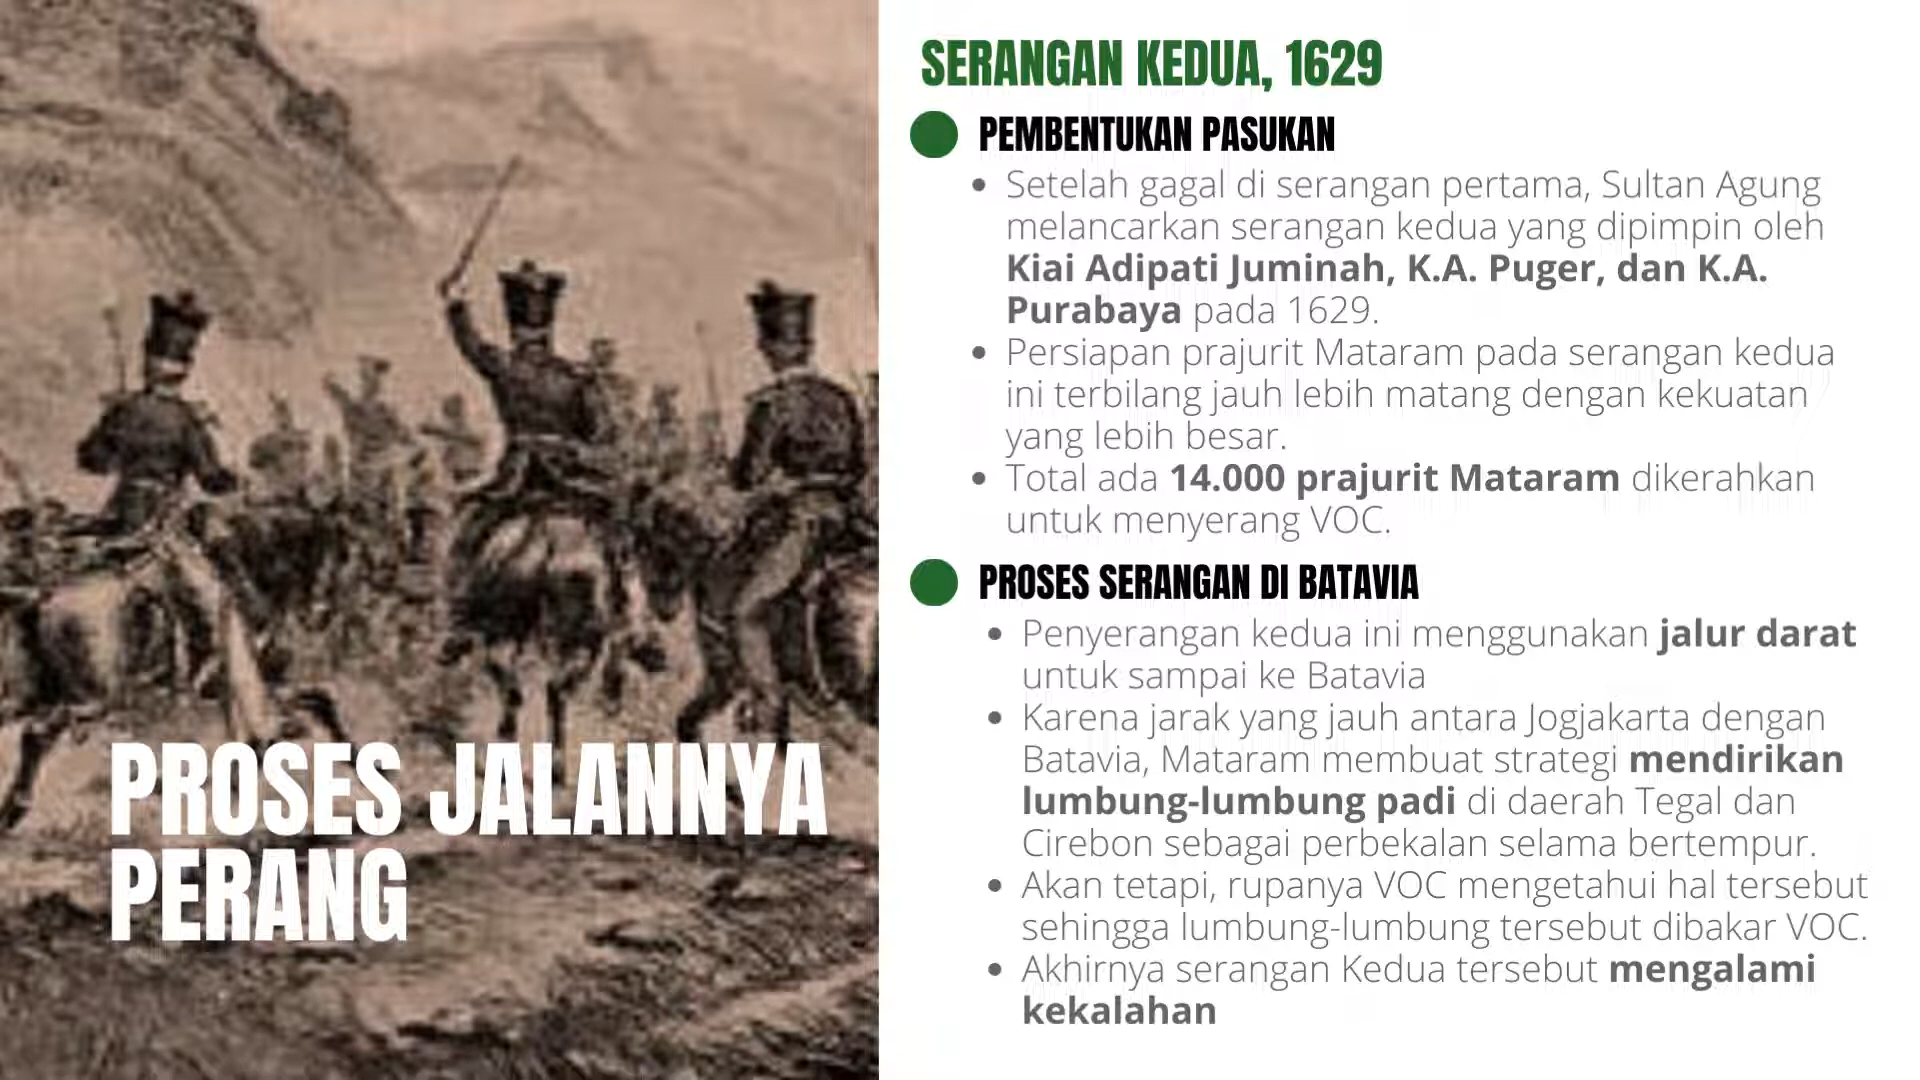 PROSES JALANNYA
PERANG
SERANGAN KEDUA, 1629
PEMBENTUKAN PASUKAN
Setelah gagal di serangan pertama, Sultan Agung
melancarkan serangan kedua yang dipimpin oleh
Kiai Adipati Juminah, K.A. Puger, dan K.A.
Purabaya pada 1629.
Persiapan prajurit Mataram pada serangan kedua
ini terbilang jauh lebih matang dengan kekuatan
yang lebih besar.
Total ada 14.000 prajurit Mataram dikerahkan
untuk menyerang VOC.
PROSES SERANGAN DI BATAVIA
Penyerangan kedua ini menggunakan jalur darat
untuk sampai ke Batavia
Karena jarak yang jauh antara Jogjakarta dengan
Batavia, Mataram membuat strategi mendirikan
lumbung-lumbung padi di daerah Tegal dan
Cirebon sebagai perbekalan selama bertempur.
Akan tetapi, rupanya VOC mengetahui hal tersebut
sehingga lumbung-lumbung tersebut dibakar VOC.
Akhirnya serangan Kedua tersebut mengalami
kekalahan